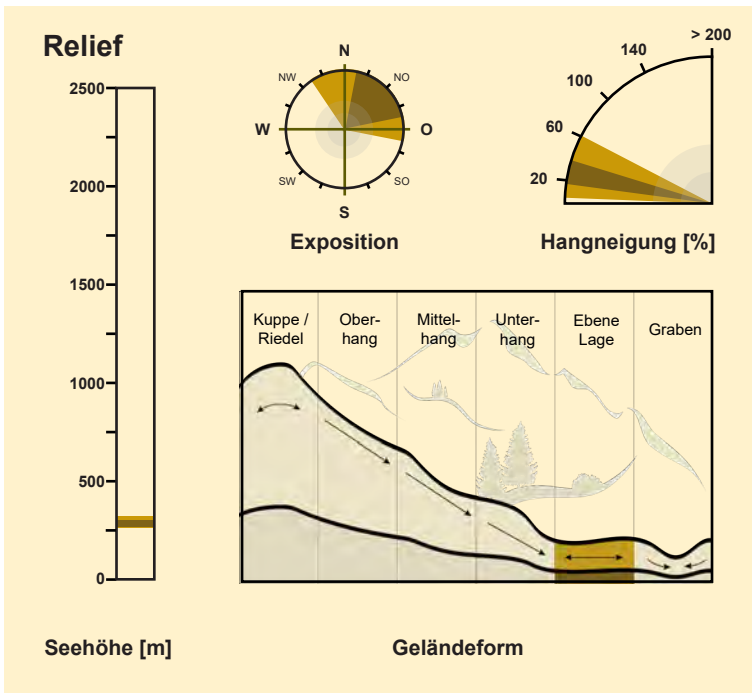 Relief
2500
2000
1500
1000
500
0
Seehöhe [m]
N
NW
NO
W
O
SW
SO
S
Exposition
> 200
140
100
60
20
Hangneigung [%]
Kuppe /
Riedel
Ober-
hang
Mittel-
hang
Unter-
hang
Ebene
Lage
Graben
Geländeform